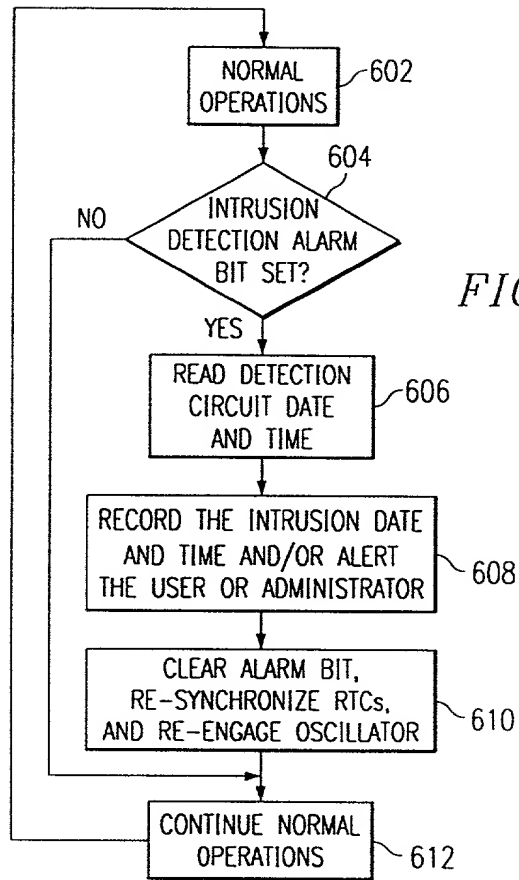 NORMAL
OPERATIONS
602
604
INTRUSION
DETECTION ALARM
BIT SET?
NO
YES
READ DETECTION
CIRCUIT DATE
AND TIME
606
RECORD THE INTRUSION DATE
AND TIME AND/OR ALERT
THE USER OR ADMINISTRATOR
608
CLEAR ALARM BIT,
RE-SYNCHRONIZE RTCs,
AND RE-ENGAGE OSCILLATOR
610
CONTINUE NORMAL
OPERATIONS
612